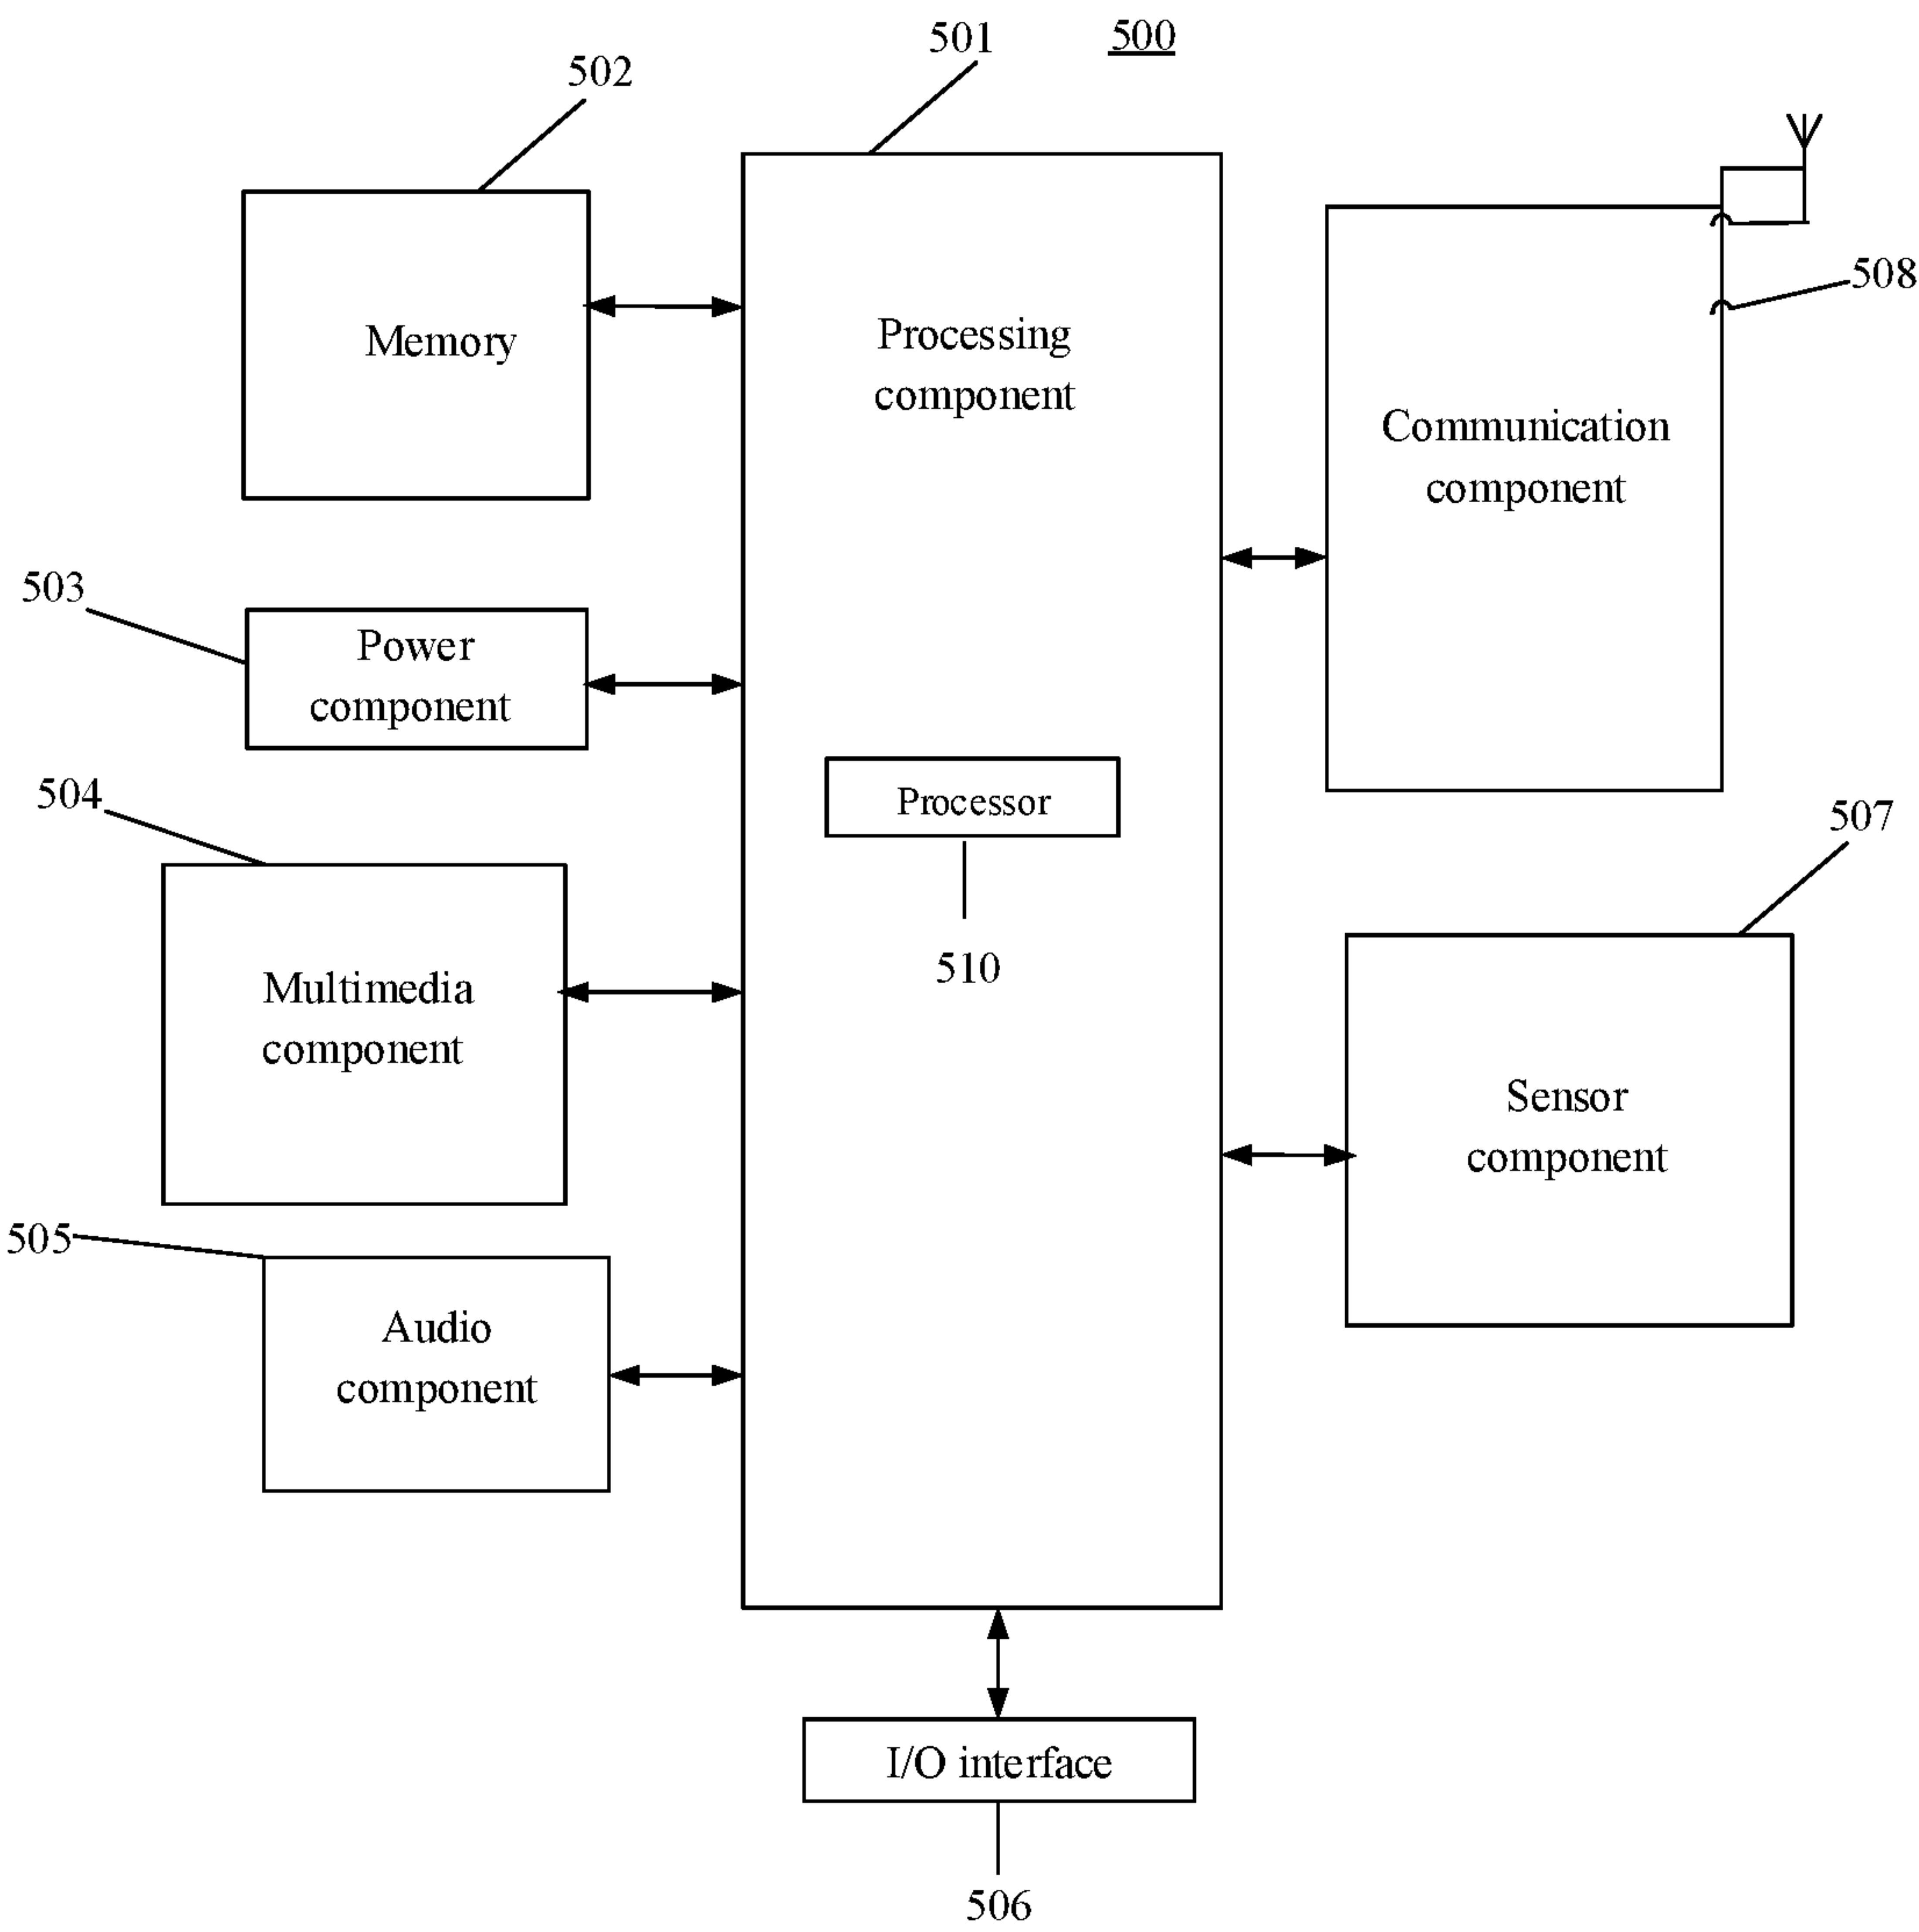 501
500
502
508
Memory
Processing
component
Communication
component
503
Power
component
504
Processor
507
510
Multimedia
component
Sensor
component
505
Audio
component
I/O interface
506